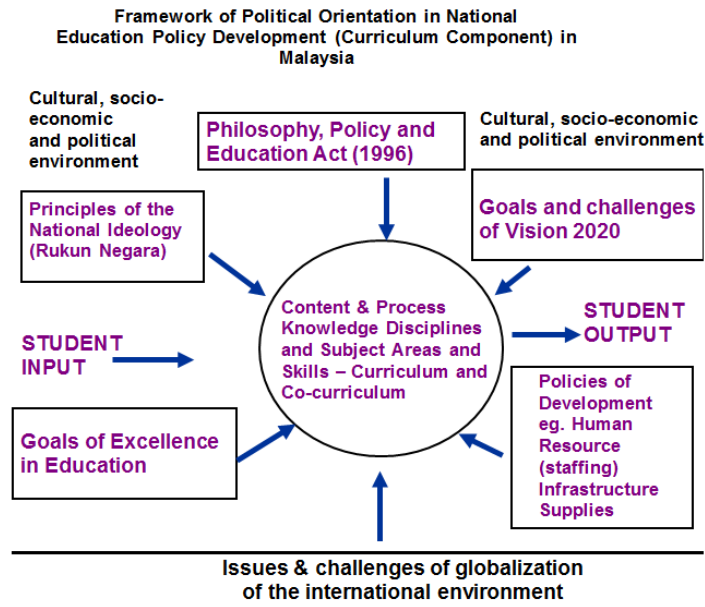 Framework of Political Orientation in National
Education Policy Development (Curriculum Component) in
Malaysia
Cultural, socio-
economic
and political
environment
Philosophy, Policy and
Education Act (1996)
Cultural, socio-economic
and political environment
Principles of the
National Ideology
(Rukun Negara)
Goals and challenges
of Vision 2020
Content & Process
Knowledge Disciplines
and Subject Areas and
Skills – Curriculum and
Co-curriculum
STUDENT
INPUT
STUDENT
OUTPUT
Goals of Excellence
in Education
Policies of
Development
eg. Human
Resource
(staffing)
Infrastructure
Supplies
Issues & challenges of globalization
of the international environment